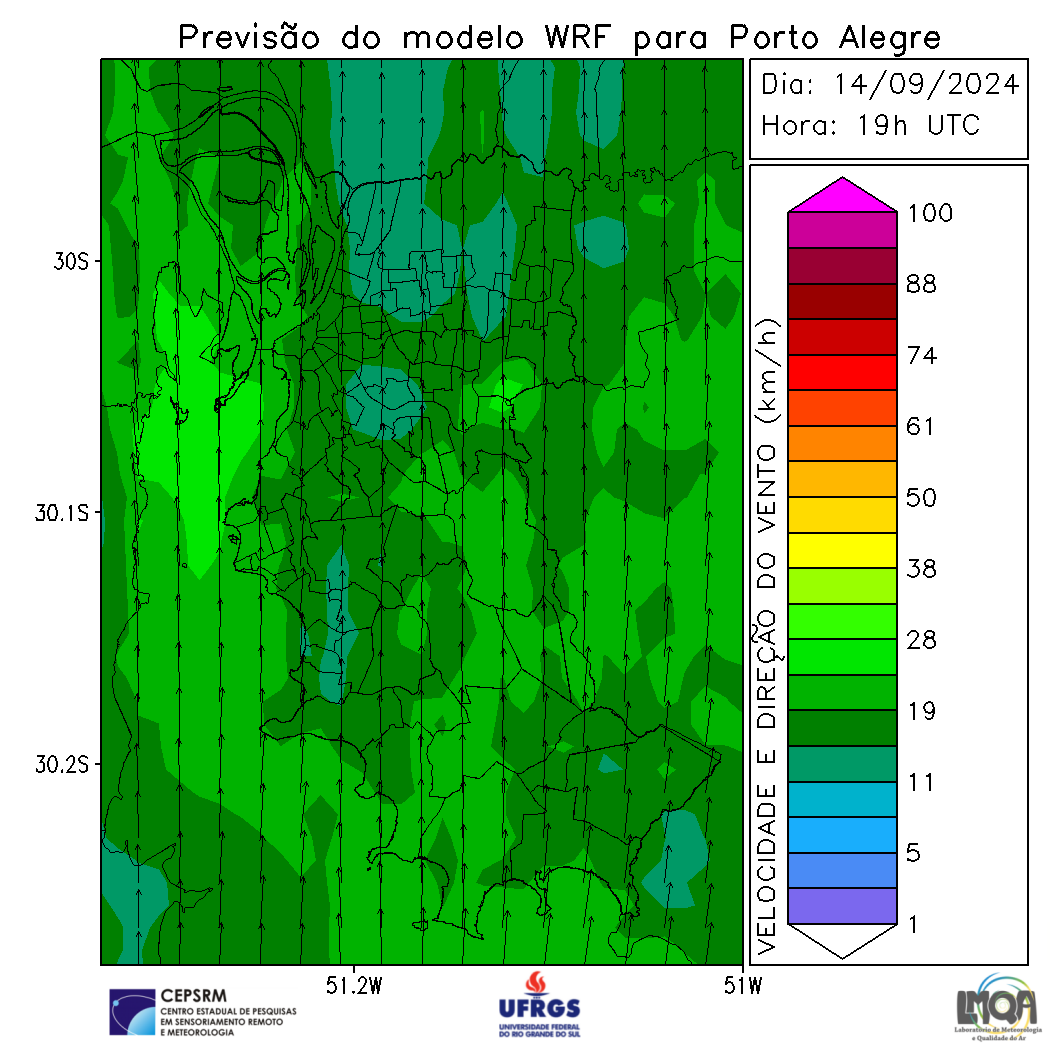 Previsão do modelo WRF para Porto Alegre
Dia: 14/09/2024
Hora: 19h UTC
30S
30.1S
30.2S
51.2W
51W
VELOCIDADE E DIREÇÃO DO VENTO (km/h)
100
88
74
61
50
38
28
19
11
5
1
CEPSRM
CENTRO ESTADUAL DE PESQUISAS
EM SENSORIAMENTO REMOTO
E METEOROLOGIA
UFRGS
UNIVERSIDADE FEDERAL
DO RIO GRANDE DO SUL
LMQA
Laboratório de Meteorologia
e Qualidade do Ar